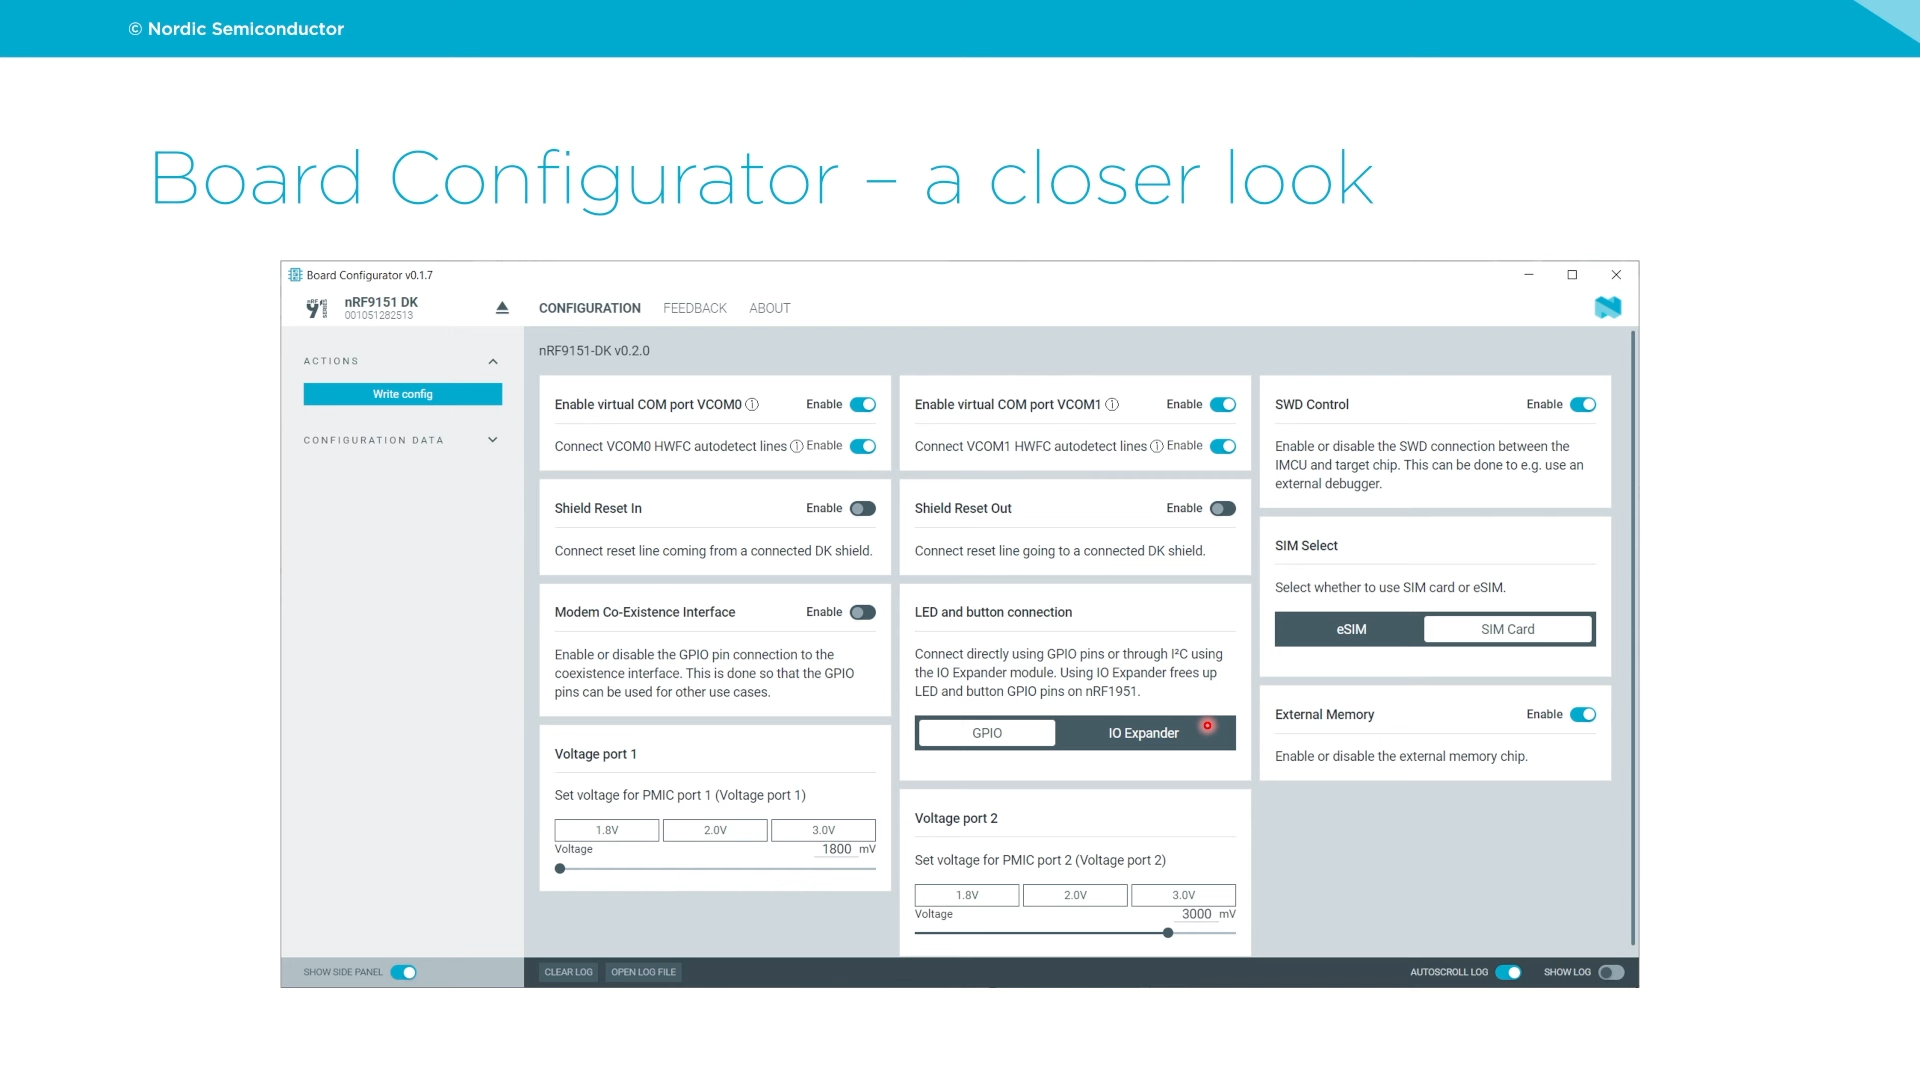 © Nordic Semiconductor
Board Configurator – a closer look
Board Configurator v0.1.7
nRF9151 DK
001051282513
CONFIGURATION FEEDBACK ABOUT
ACTIONS
Write config
CONFIGURATION DATA
nRF9151-DK v0.2.0
Enable virtual COM port VCOM0 Enable
Connect VCOM0 HWFC autodetect lines Enable
Shield Reset In Enable
Connect reset line coming from a connected DK shield.
Modem Co-Existence Interface Enable
Enable or disable the GPIO pin connection to the
coexistence interface. This is done so that the GPIO
pins can be used for other use cases.
Voltage port 1
Set voltage for PMIC port 1 (Voltage port 1)
1.8V 2.0V 3.0V
Voltage 1800 mV
Enable virtual COM port VCOM1 Enable
Connect VCOM1 HWFC autodetect lines Enable
Shield Reset Out Enable
Connect reset line going to a connected DK shield.
LED and button connection
Connect directly using GPIO pins or through I²C using
the IO Expander module. Using IO Expander frees up
LED and button GPIO pins on nRF1951.
GPIO IO Expander
Voltage port 2
Set voltage for PMIC port 2 (Voltage port 2)
1.8V 2.0V 3.0V
Voltage 3000 mV
SWD Control Enable
Enable or disable the SWD connection between the
IMCU and target chip. This can be done to e.g. use an
external debugger.
SIM Select
Select whether to use SIM card or eSIM.
eSIM SIM Card
External Memory Enable
Enable or disable the external memory chip.
SHOW SIDE PANEL
CLEAR LOG OPEN LOG FILE
AUTOSCROLL LOG SHOW LOG